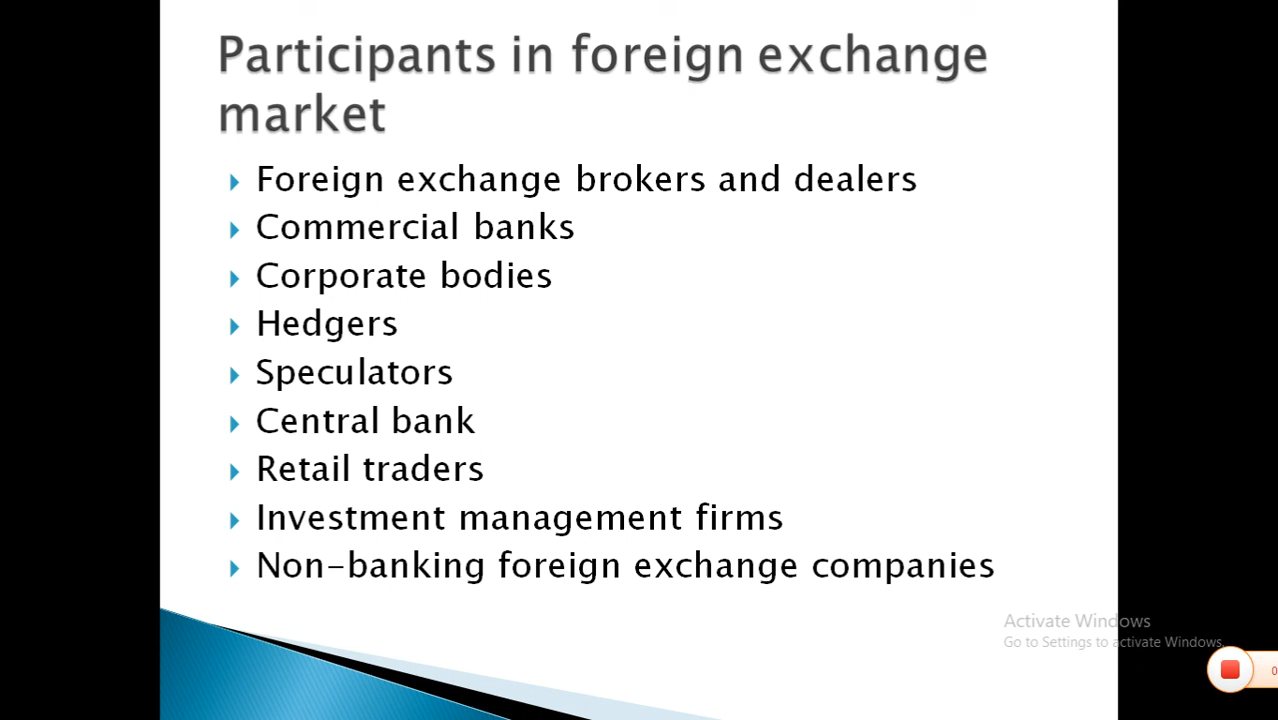 Participants in foreign exchange
market
Foreign exchange brokers and dealers
Commercial banks
Corporate bodies
Hedgers
Speculators
Central bank
Retail traders
Investment management firms
Non-banking foreign exchange companies
Activate Windows
Go to Settings to activate Windows.
0